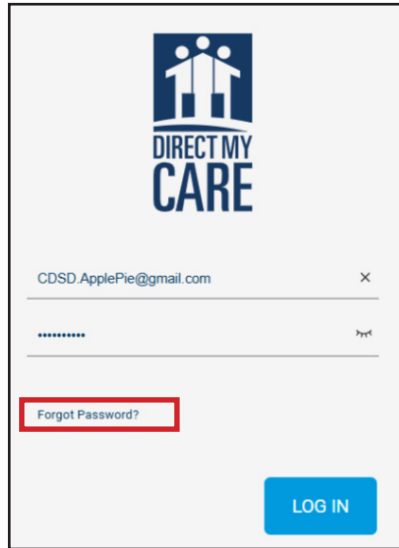 DIRECT MY
CARE
CDSD.ApplePie@gmail.com
••••••••••
Forgot Password?
LOG IN